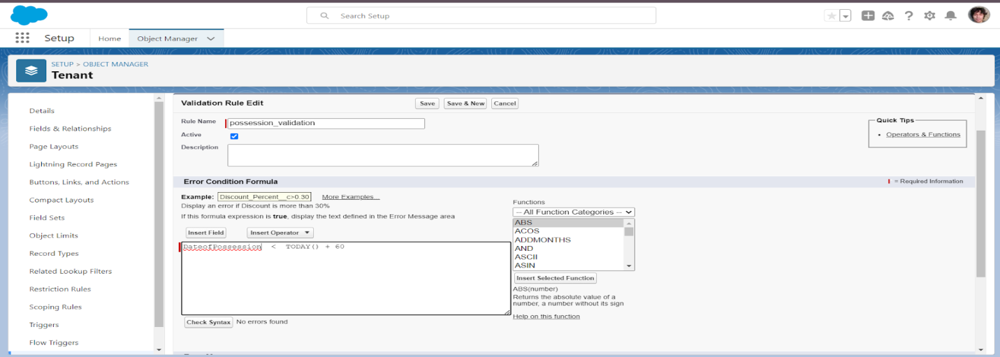 Search Setup
Setup
Home
Object Manager
SETUP > OBJECT MANAGER
Tenant
Details
Fields & Relationships
Page Layouts
Lightning Record Pages
Buttons, Links, and Actions
Compact Layouts
Field Sets
Object Limits
Record Types
Related Lookup Filters
Restriction Rules
Scoping Rules
Triggers
Flow Triggers
Validation Rule Edit
Save
Save & New
Cancel
Rule Name
possession_validation
Active
Description
Quick Tips
• Operators & Functions
Error Condition Formula
= Required Information
Example: Discount_Percent__c>0.30 More Examples...
Display an error if Discount is more than 30%
If this formula expression is true, display the text defined in the Error Message area
Insert Field
Insert Operator
DateofPossession < TODAY() + 60
Check Syntax No errors found
Functions
-- All Function Categories --
ABS
ACOS
ADDMONTHS
AND
ASCII
ASIN
Insert Selected Function
ABS(number)
Returns the absolute value of a
number, a number without its sign
Help on this function